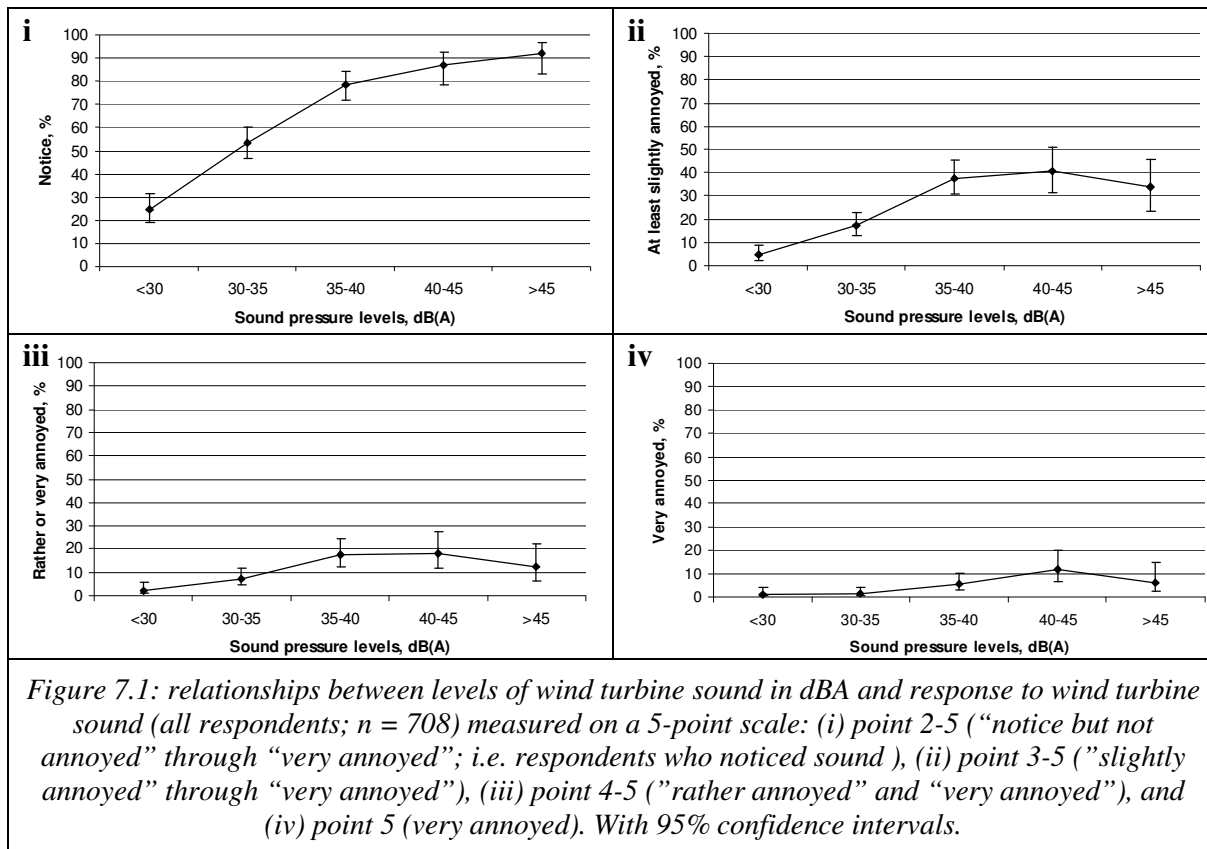 i
100
90
80
70
60
50
40
30
20
10
0
Notice, %
<30 30-35 35-40 40-45 >45
Sound pressure levels, dB(A)
ii
100
90
80
70
60
50
40
30
20
10
0
At least slightly annoyed, %
<30 30-35 35-40 40-45 >45
Sound pressure levels, dB(A)
iii
100
90
80
70
60
50
40
30
20
10
0
Rather or very annoyed, %
<30 30-35 35-40 40-45 >45
Sound pressure levels, dB(A)
iv
100
90
80
70
60
50
40
30
20
10
0
Very annoyed, %
<30 30-35 35-40 40-45 >45
Sound pressure levels, dB(A)
Figure 7.1: relationships between levels of wind turbine sound in dBA and response to wind turbine
sound (all respondents; n = 708) measured on a 5-point scale: (i) point 2-5 (“notice but not
annoyed” through “very annoyed”; i.e. respondents who noticed sound ), (ii) point 3-5 (”slightly
annoyed” through “very annoyed”), (iii) point 4-5 (”rather annoyed” and “very annoyed”), and
(iv) point 5 (very annoyed). With 95% confidence intervals.